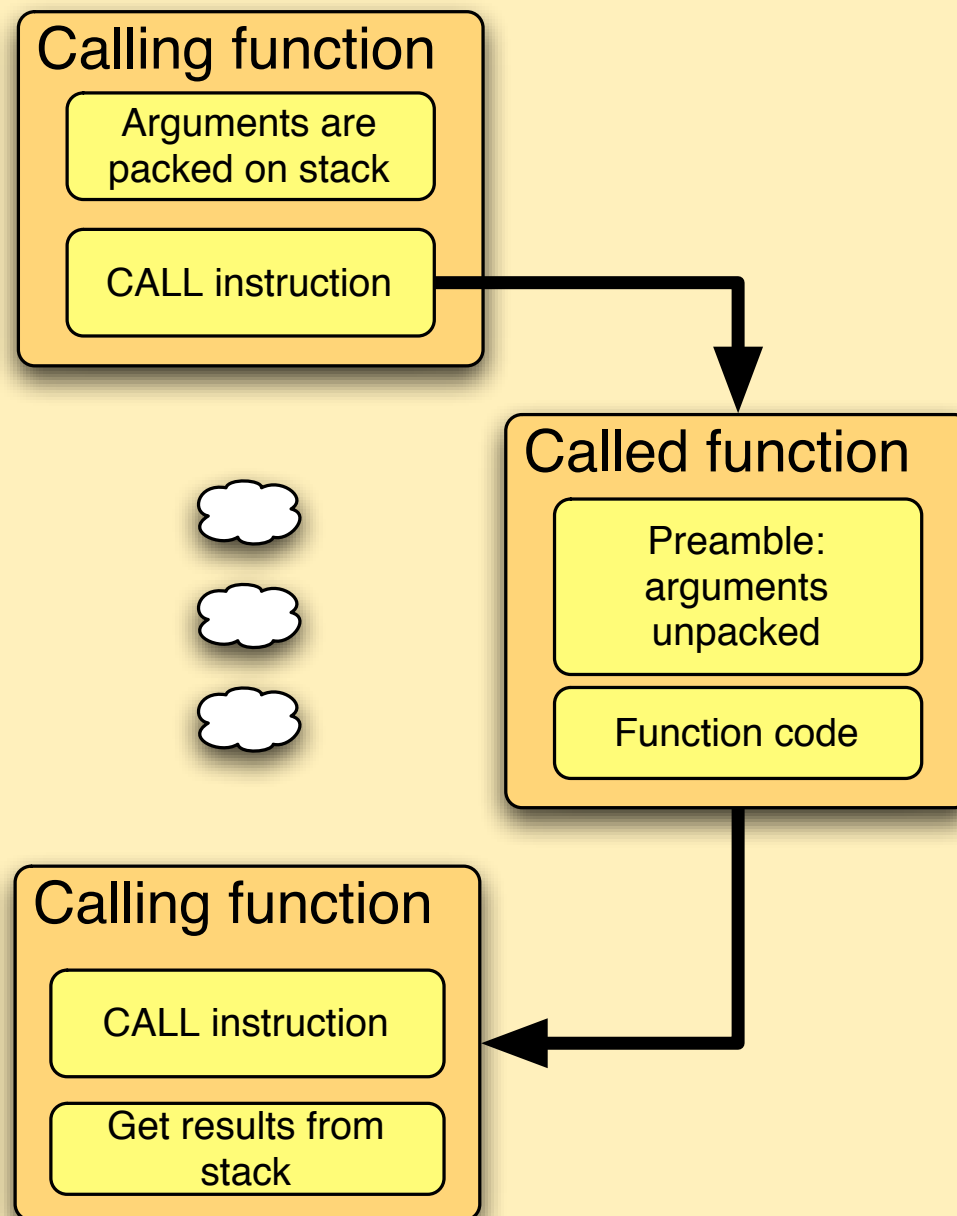 Calling function
Arguments are
packed on stack
CALL instruction
Called function
Preamble:
arguments
unpacked
Function code
Calling function
CALL instruction
Get results from
stack